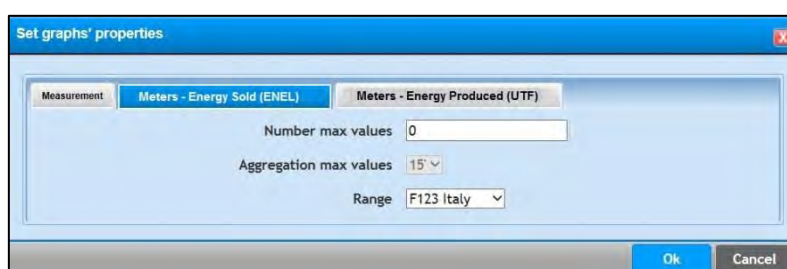 Set graphs' properties
X
Measurement Meters - Energy Sold (ENEL) Meters - Energy Produced (UTF)
Number max values 0
Aggregation max values 15'
Range F123 Italy
Ok Cancel